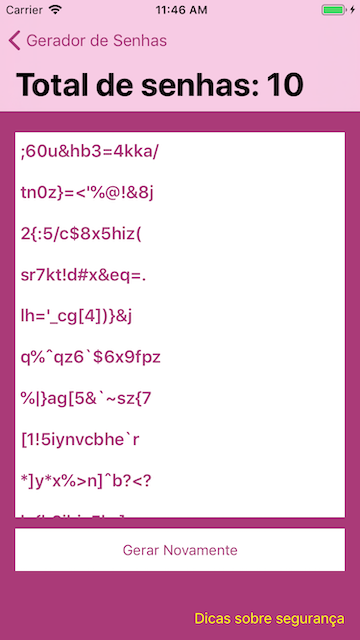 Carrier 11:46 AM
Gerador de Senhas
Total de senhas: 10
;60u&hb3=4kka/
tn0z}=<'%@!&8j
2{:5/c$8x5hiz(
sr7kt!d#x&eq=.
lh='_cg[4])}&j
q%^qz6`$6x9fpz
%|}ag[5&`~sz{7
[1!5iynvcbhe`r
*]y*x%>n]^b?<?
Gerar Novamente
Dicas sobre segurança